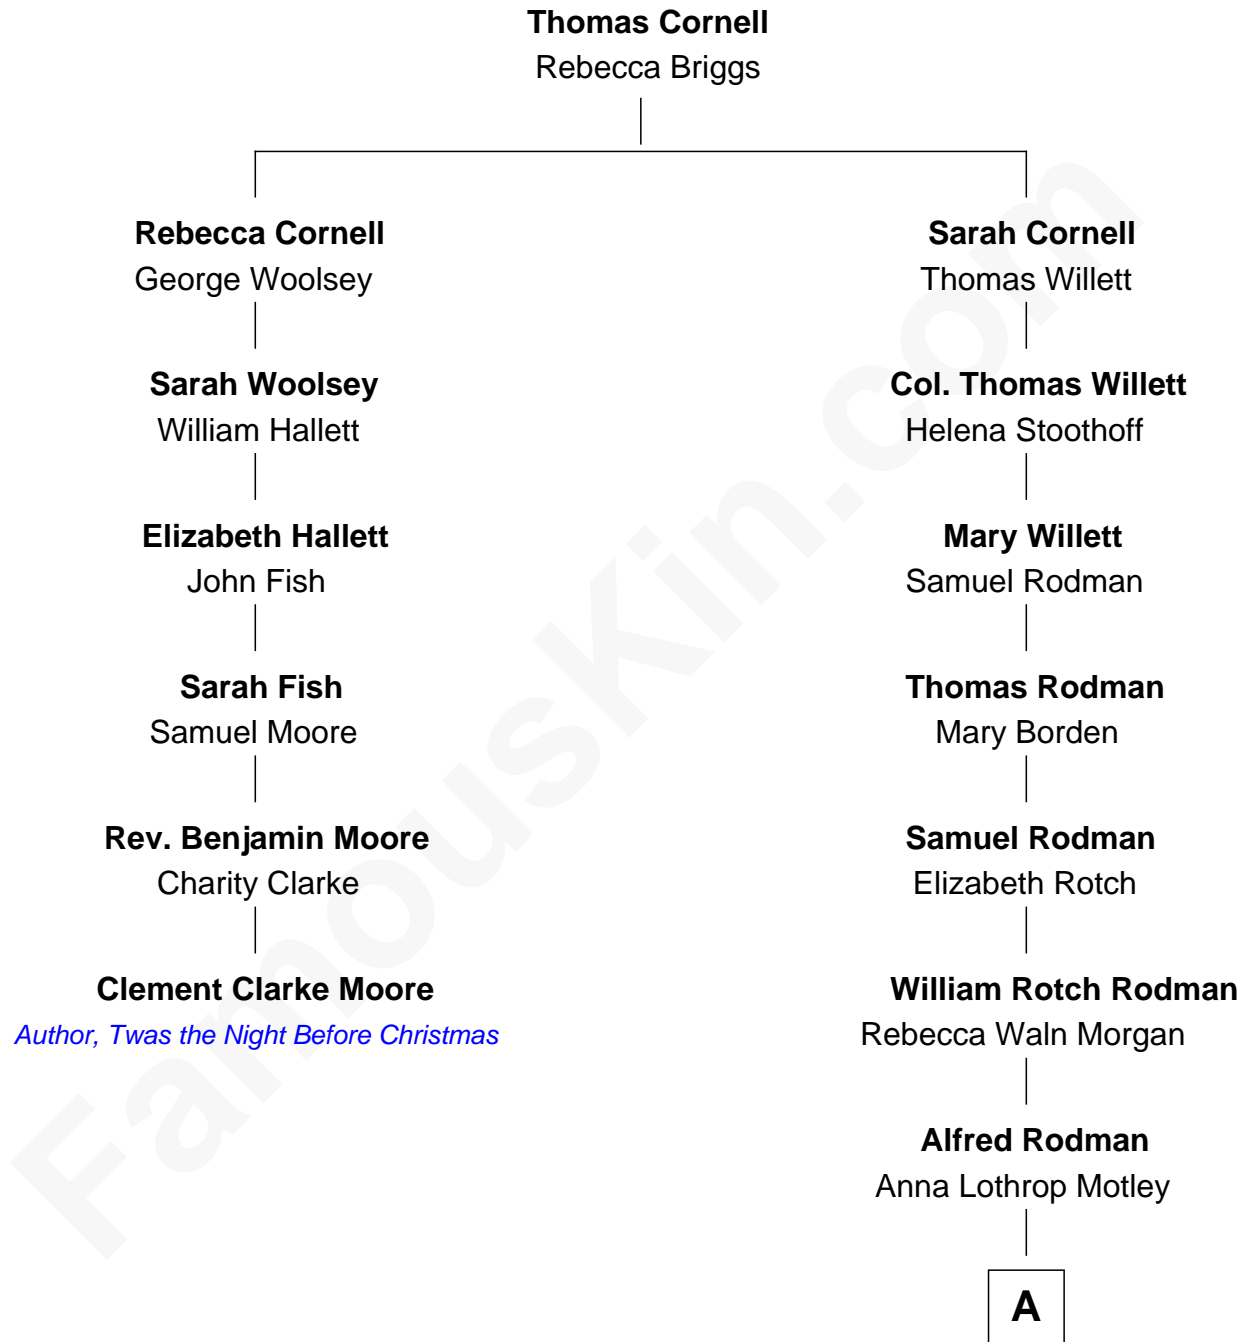 Thomas Cornell
Rebecca Briggs
Rebecca Cornell
George Woolsey
Sarah Woolsey
William Hallett
Elizabeth Hallett
John Fish
Sarah Fish
Samuel Moore
Rev. Benjamin Moore
Charity Clarke
Clement Clarke Moore
Author, Twas the Night Before Christmas
Sarah Cornell
Thomas Willett
Col. Thomas Willett
Helena Stoothoff
Mary Willett
Samuel Rodman
Thomas Rodman
Mary Borden
Samuel Rodman
Elizabeth Rotch
William Rotch Rodman
Rebecca Waln Morgan
Alfred Rodman
Anna Lothrop Motley
A
FamousKin.com